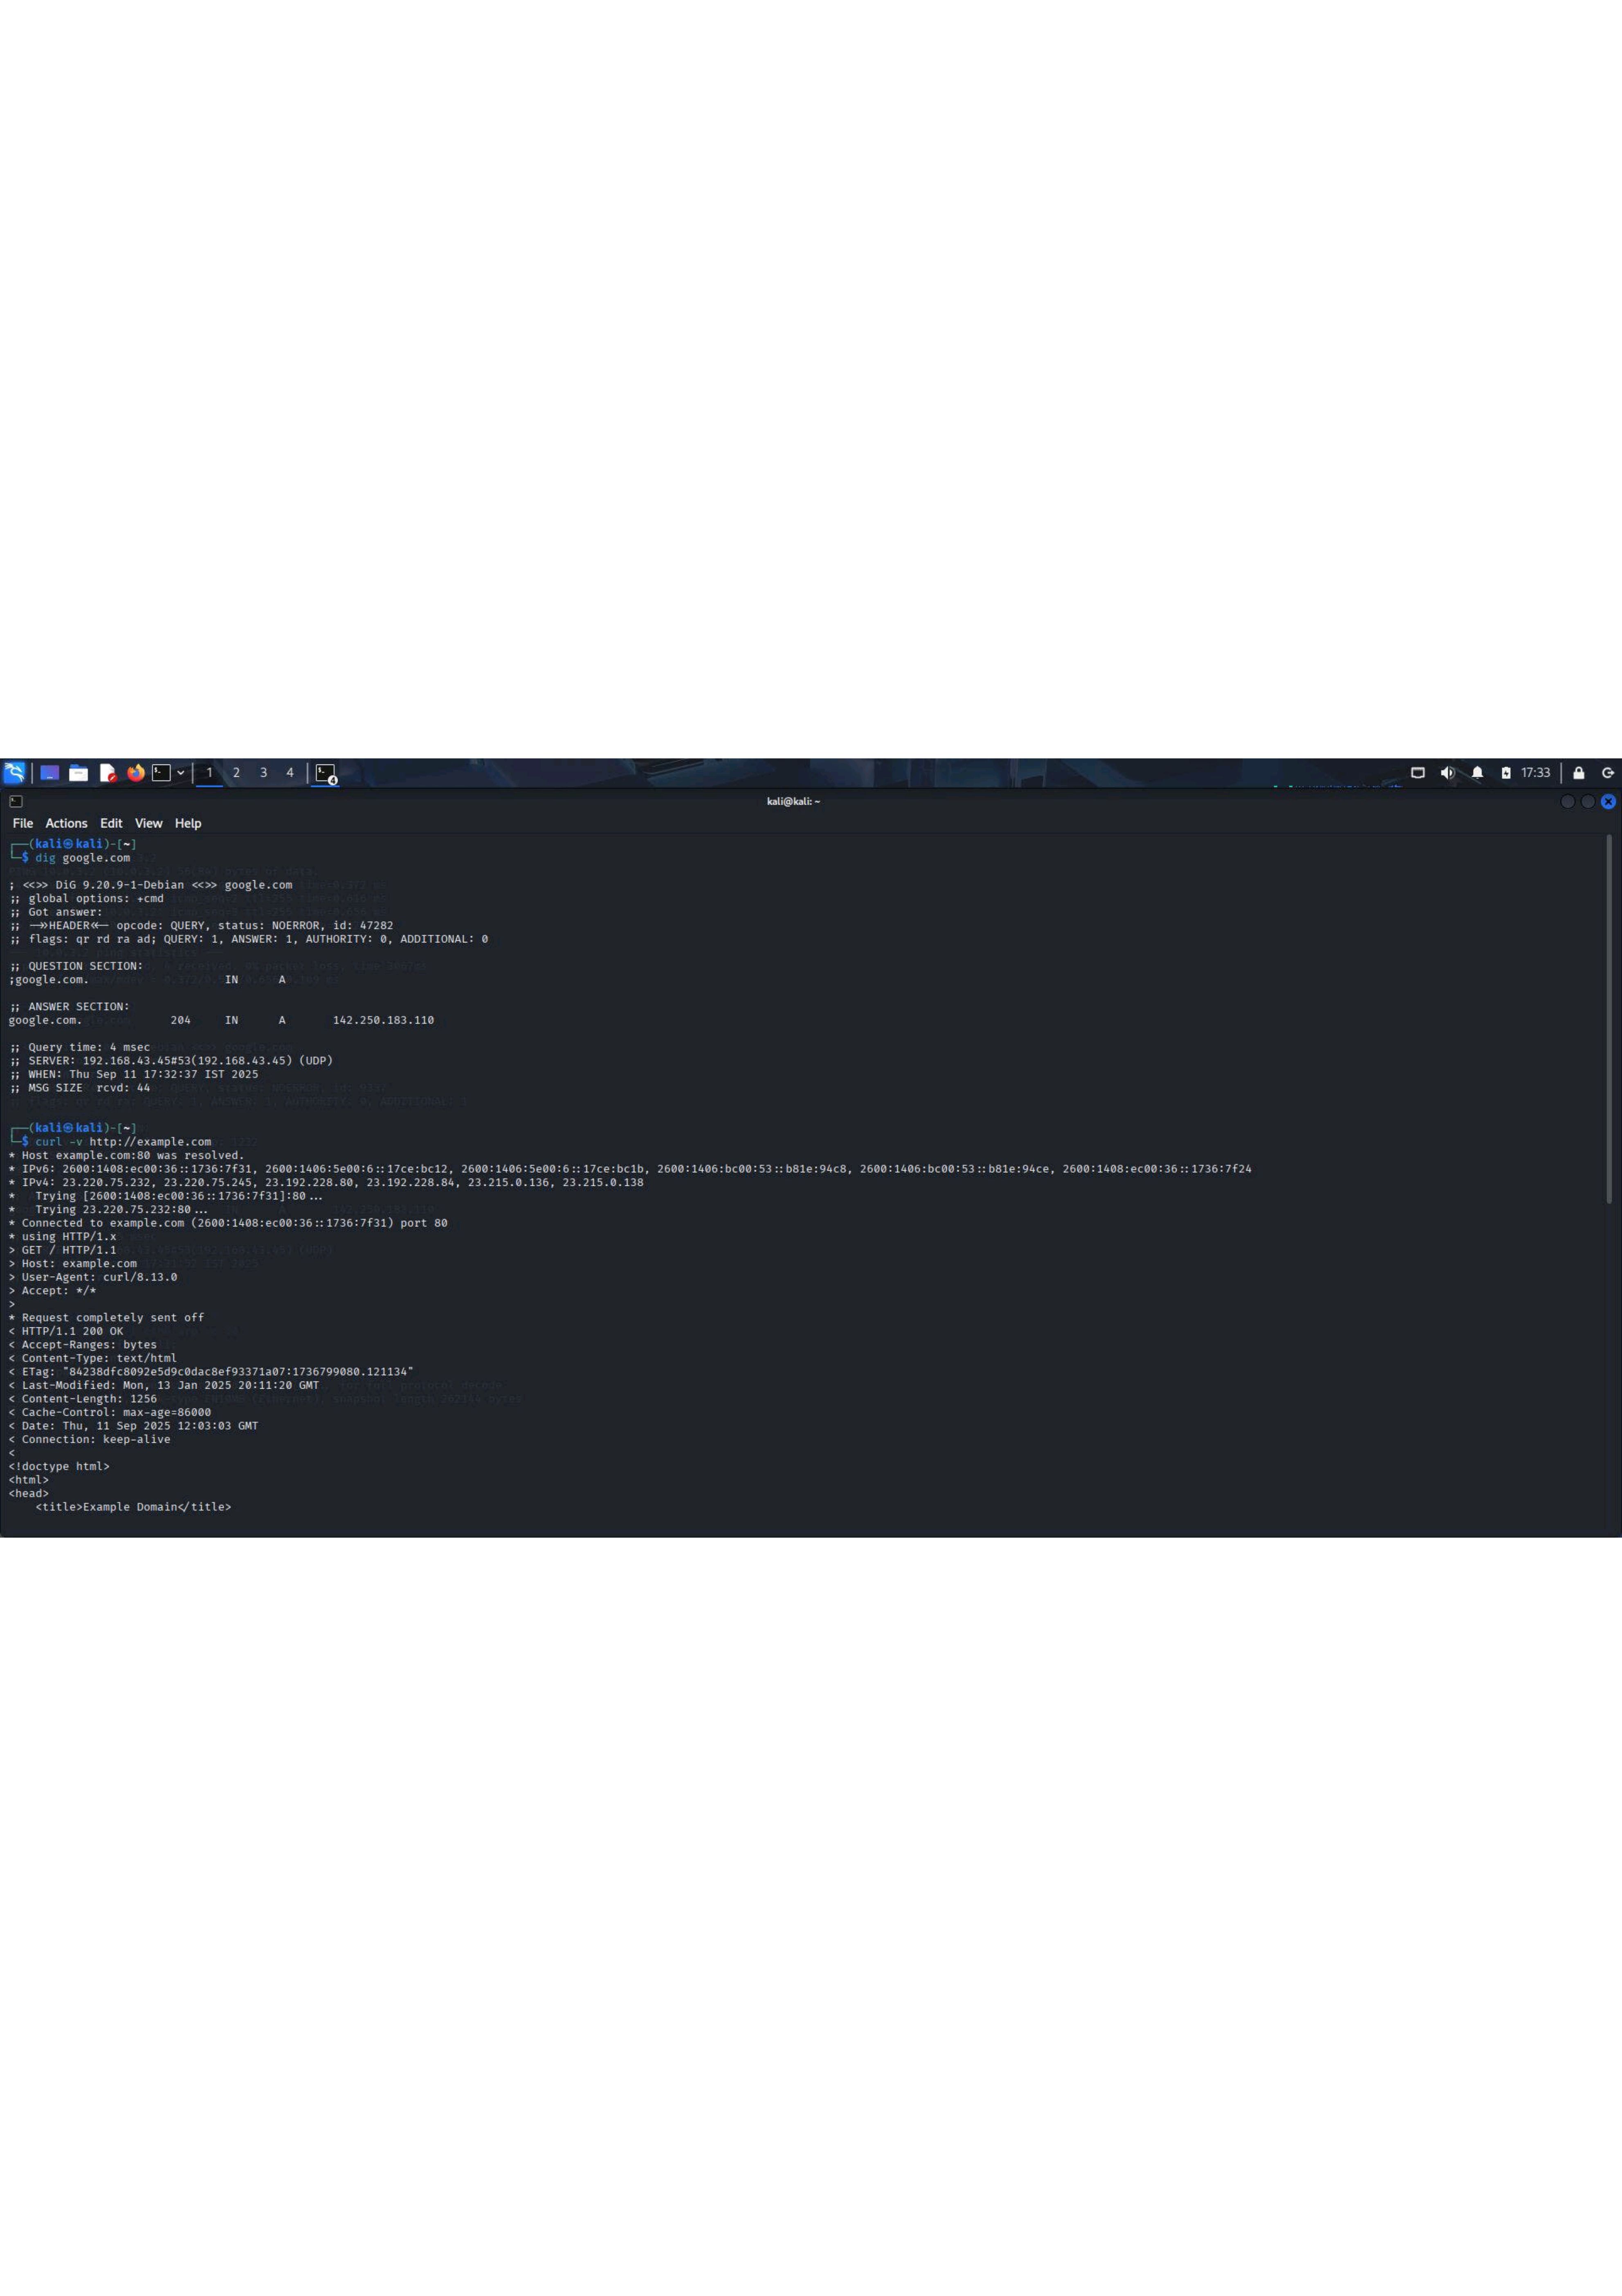 1 2 3 4 4 17:33
kali@kali: ~
File Actions Edit View Help
┌──(kali㉿kali)-[~]
└─$ dig google.com
; <<>> DiG 9.20.9-1-Debian <<>> google.com
;; global options: +cmd
;; Got answer:
;; ->>HEADER<<- opcode: QUERY, status: NOERROR, id: 47282
;; flags: qr rd ra ad; QUERY: 1, ANSWER: 1, AUTHORITY: 0, ADDITIONAL: 0
;; QUESTION SECTION:
;google.com. IN A
;; ANSWER SECTION:
google.com. 204 IN A 142.250.183.110
;; Query time: 4 msec
;; SERVER: 192.168.43.45#53(192.168.43.45) (UDP)
;; WHEN: Thu Sep 11 17:32:37 IST 2025
;; MSG SIZE rcvd: 44
┌──(kali㉿kali)-[~]
└─$ curl -v http://example.com
* Host example.com:80 was resolved.
* IPv6: 2600:1408:ec00:36::1736:7f31, 2600:1406:5e00:6::17ce:bc12, 2600:1406:5e00:6::17ce:bc1b, 2600:1406:bc00:53::b81e:94c8, 2600:1406:bc00:53::b81e:94ce, 2600:1408:ec00:36::1736:7f24
* IPv4: 23.220.75.232, 23.220.75.245, 23.192.228.80, 23.192.228.84, 23.215.0.136, 23.215.0.138
*   Trying [2600:1408:ec00:36::1736:7f31]:80...
*   Trying 23.220.75.232:80...
* Connected to example.com (2600:1408:ec00:36::1736:7f31) port 80
* using HTTP/1.x
> GET / HTTP/1.1
> Host: example.com
> User-Agent: curl/8.13.0
> Accept: */*
>
* Request completely sent off
< HTTP/1.1 200 OK
< Accept-Ranges: bytes
< Content-Type: text/html
< ETag: "84238dfc8092e5d9c0dac8ef93371a07:1736799080.121134"
< Last-Modified: Mon, 13 Jan 2025 20:11:20 GMT
< Content-Length: 1256
< Cache-Control: max-age=86000
< Date: Thu, 11 Sep 2025 12:03:03 GMT
< Connection: keep-alive
<
<!doctype html>
<html>
<head>
    <title>Example Domain</title>